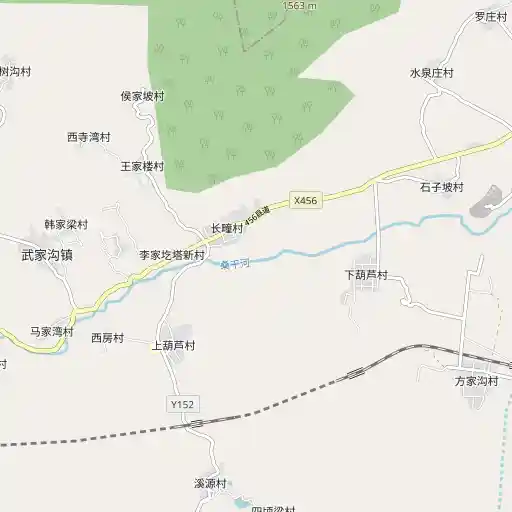 1563 m
罗庄村
树沟村
水泉庄村
侯家坡村
西寺湾村
王家楼村
石子坡村
X456
456县道
韩家梁村
长疃村
武家沟镇
李家圪塔新村
桑干河
下葫芦村
马家湾村
西房村
上葫芦村
村
方家沟村
Y152
溪源村
四顷梁村